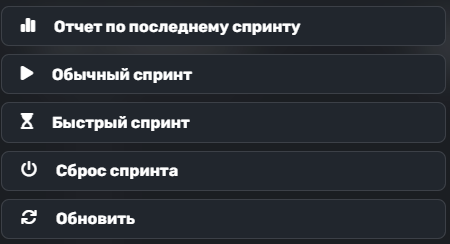 Отчет по последнему спринту
Обычный спринт
Быстрый спринт
Сброс спринта
Обновить